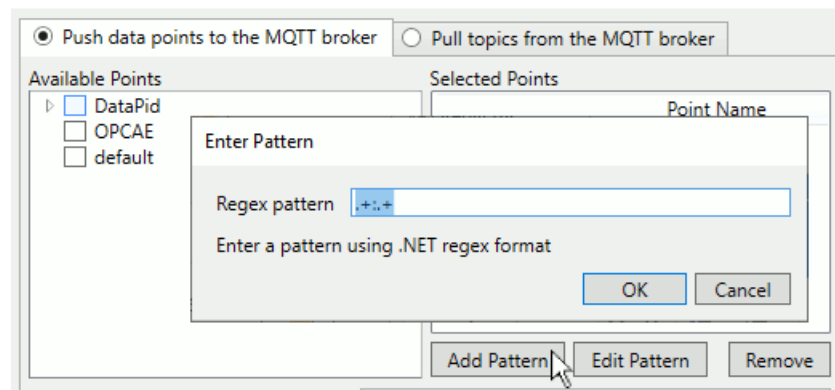 Push data points to the MQTT broker
Pull topics from the MQTT broker
Available Points
Selected Points
DataPid
Point Name
OPCAE
default
Enter Pattern
Regex pattern .+:.+
Enter a pattern using .NET regex format
OK Cancel
Add Pattern Edit Pattern Remove